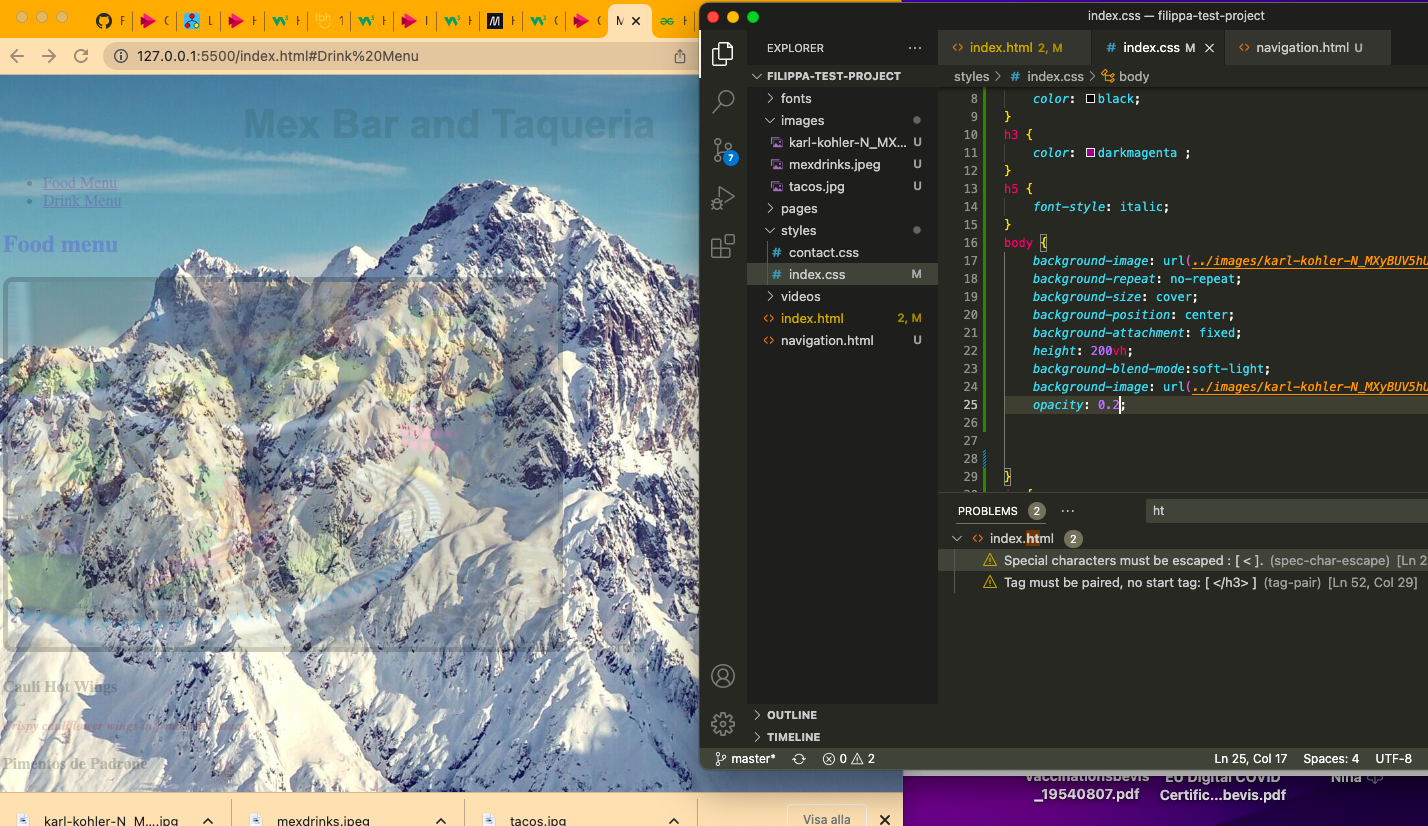 127.0.0.1:5500/index.html#Drink%20Menu
Mex Bar and Taqueria
Food Menu
Drink Menu
Food menu
Cauli Hot Wings
Pimentos de Padrone
karl-kohler-N_M....jpg
mexdrinks.jpeg
tacos.jpg
Visa alla
index.css — filippa-test-project
EXPLORER
FILIPPA-TEST-PROJECT
fonts
images
karl-kohler-N_MX... U
mexdrinks.jpeg U
tacos.jpg U
pages
styles
contact.css
index.css M
videos
index.html 2, M
navigation.html U
OUTLINE
TIMELINE
7
index.html 2, M
index.css M
navigation.html U
styles > index.css > body
8 color: black;
9 }
10 h3 {
11 color: darkmagenta ;
12 }
13 h5 {
14 font-style: italic;
15 }
16 body {
17 background-image: url(../images/karl-kohler-N_MXyBUV5hU
18 background-repeat: no-repeat;
19 background-size: cover;
20 background-position: center;
21 background-attachment: fixed;
22 height: 200vh;
23 background-blend-mode:soft-light;
24 background-image: url(../images/karl-kohler-N_MXyBUV5hU
25 opacity: 0.2;
26
27
28
29 }
PROBLEMS 2
ht
index.html 2
Special characters must be escaped : [ < ]. (spec-char-escape) [Ln 2
Tag must be paired, no start tag: [ </h3> ] (tag-pair) [Ln 52, Col 29]
master* 0 2 Ln 25, Col 17 Spaces: 4 UTF-8
Vaccinationsbevis
_19540807.pdf
EU Digital COVID
Certific...bevis.pdf
Nina